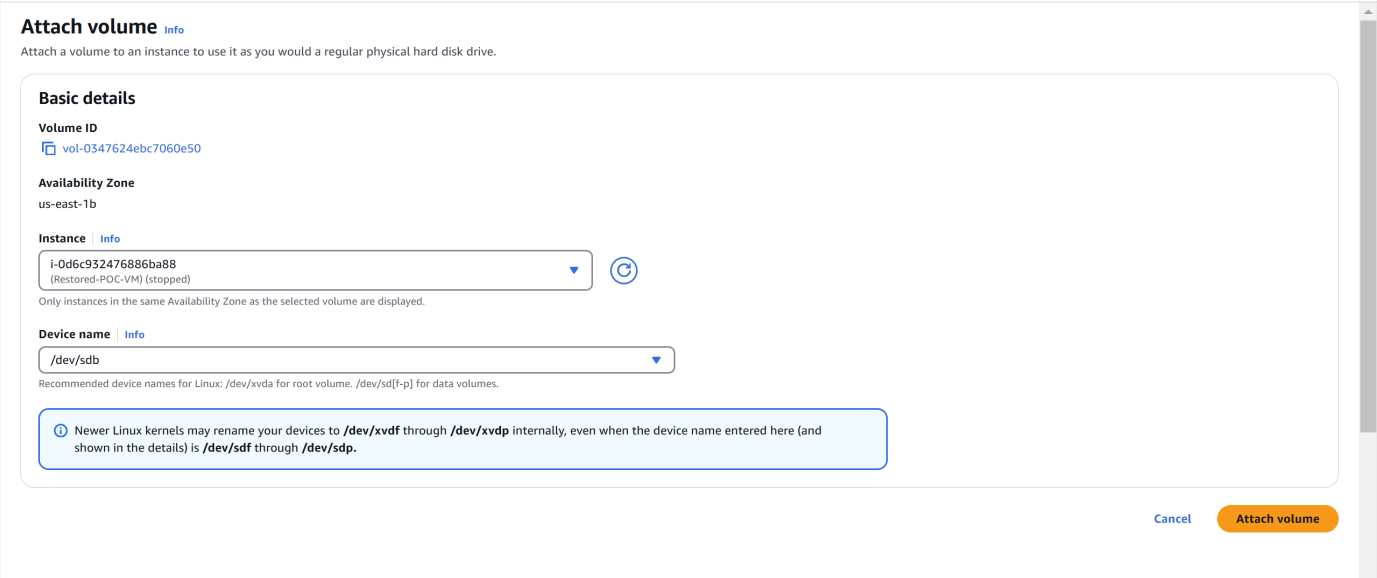 Attach volume Info
Attach a volume to an instance to use it as you would a regular physical hard disk drive.
Basic details
Volume ID
vol-0347624ebc7060e50
Availability Zone
us-east-1b
Instance Info
i-0d6c932476886ba88
(Restored-POC-VM) (stopped)
Only instances in the same Availability Zone as the selected volume are displayed.
Device name Info
/dev/sdb
Recommended device names for Linux: /dev/xvda for root volume. /dev/sd[f-p] for data volumes.
Newer Linux kernels may rename your devices to /dev/xvdf through /dev/xvdp internally, even when the device name entered here (and
shown in the details) is /dev/sdf through /dev/sdp.
Cancel Attach volume